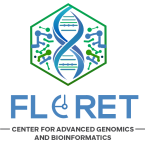 FLORET
CENTER FOR ADVANCED GENOMICS
AND BIOINFORMATICS